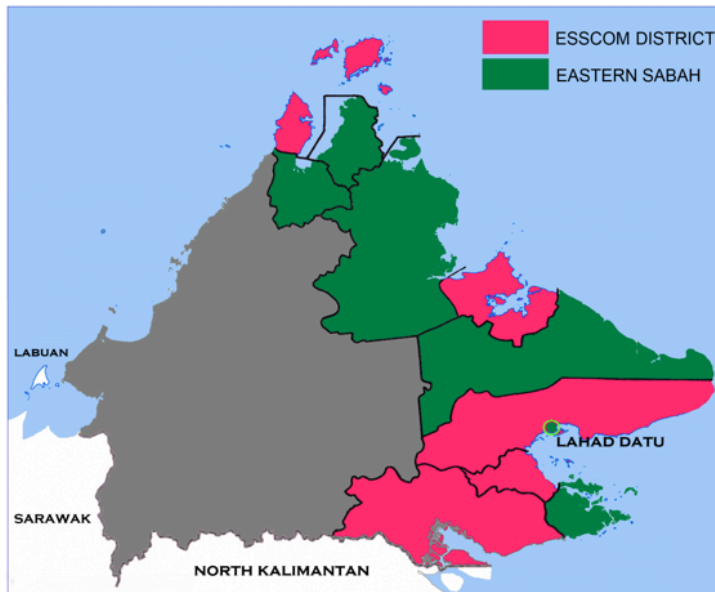 ESSCOM DISTRICT
EASTERN SABAH
LABUAN
LAHAD DATU
SARAWAK
NORTH KALIMANTAN